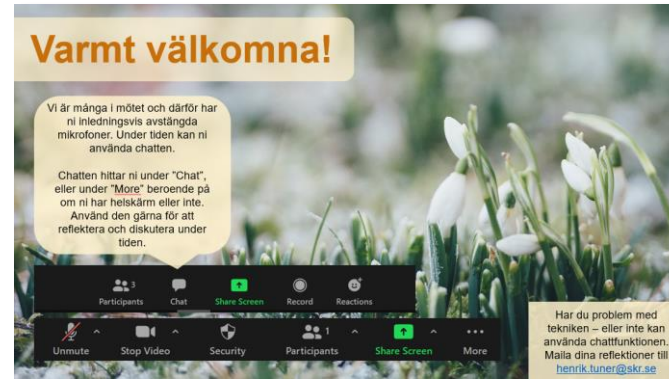 Varmt välkomna!
Vi är många i mötet och därför har
ni inledningsvis avstängda
mikrofoner. Under tiden kan ni
använda chatten.
Chatten hittar ni under "Chat",
eller under "More" beroende på
om ni har helskärm eller inte.
Använd den gärna för att
reflektera och diskutera under
tiden.
3
Participants Chat Share Screen Record Reactions
1
Unmute Stop Video Security Participants Share Screen More
Har du problem med
tekniken – eller inte kan
använda chattfunktionen.
Maila dina reflektioner till
henrik.tuner@skr.se